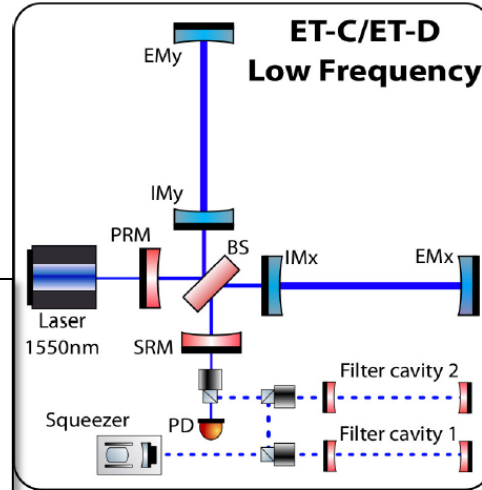 ET-C/ET-D
Low Frequency
EMy
IMy
PRM
BS
IMx
EMx
Laser
1550nm
SRM
Filter cavity 2
Squeezer
PD
Filter cavity 1